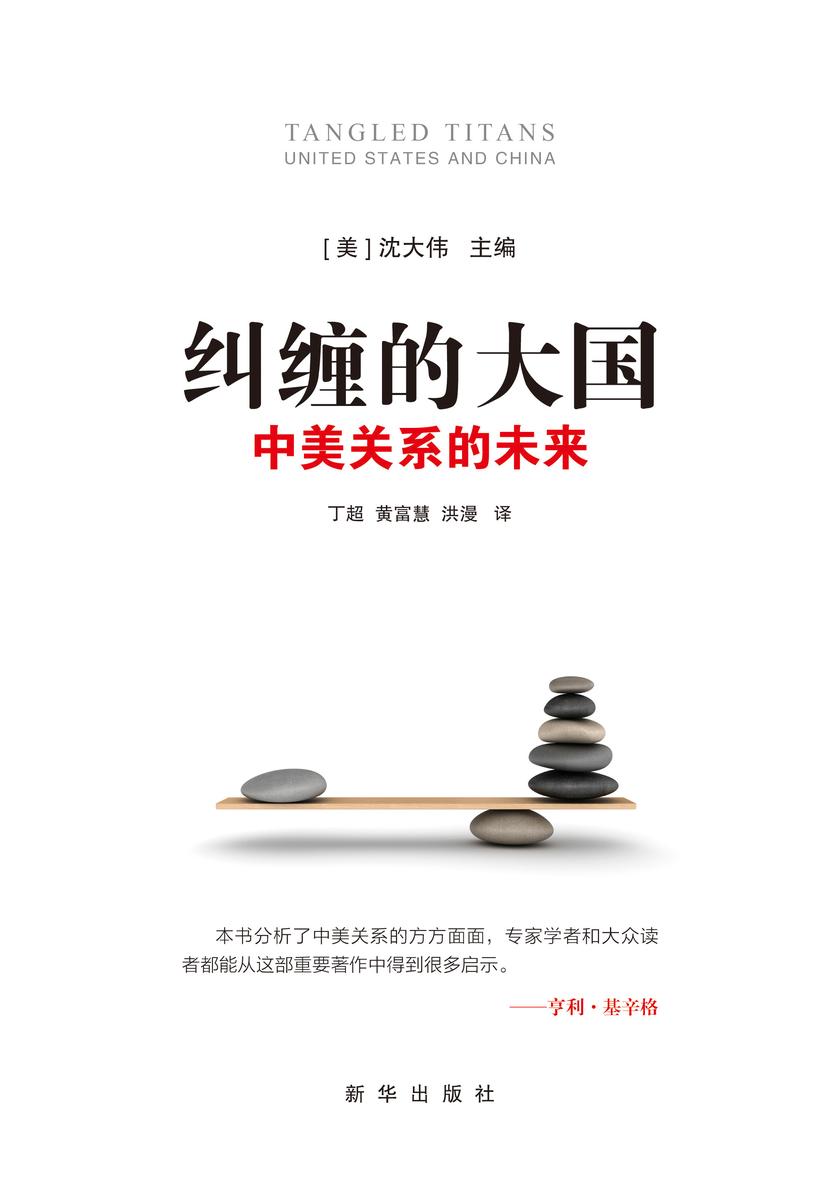 TANGLED TITANS
UNITED STATES AND CHINA
[ 美 ] 沈大伟 主编
纠缠的大国
中美关系的未来
丁超 黄富慧 洪漫 译
本书分析了中美关系的方方面面，专家学者和大众读
者都能从这部重要著作中得到很多启示。
——亨利·基辛格
新华出版社